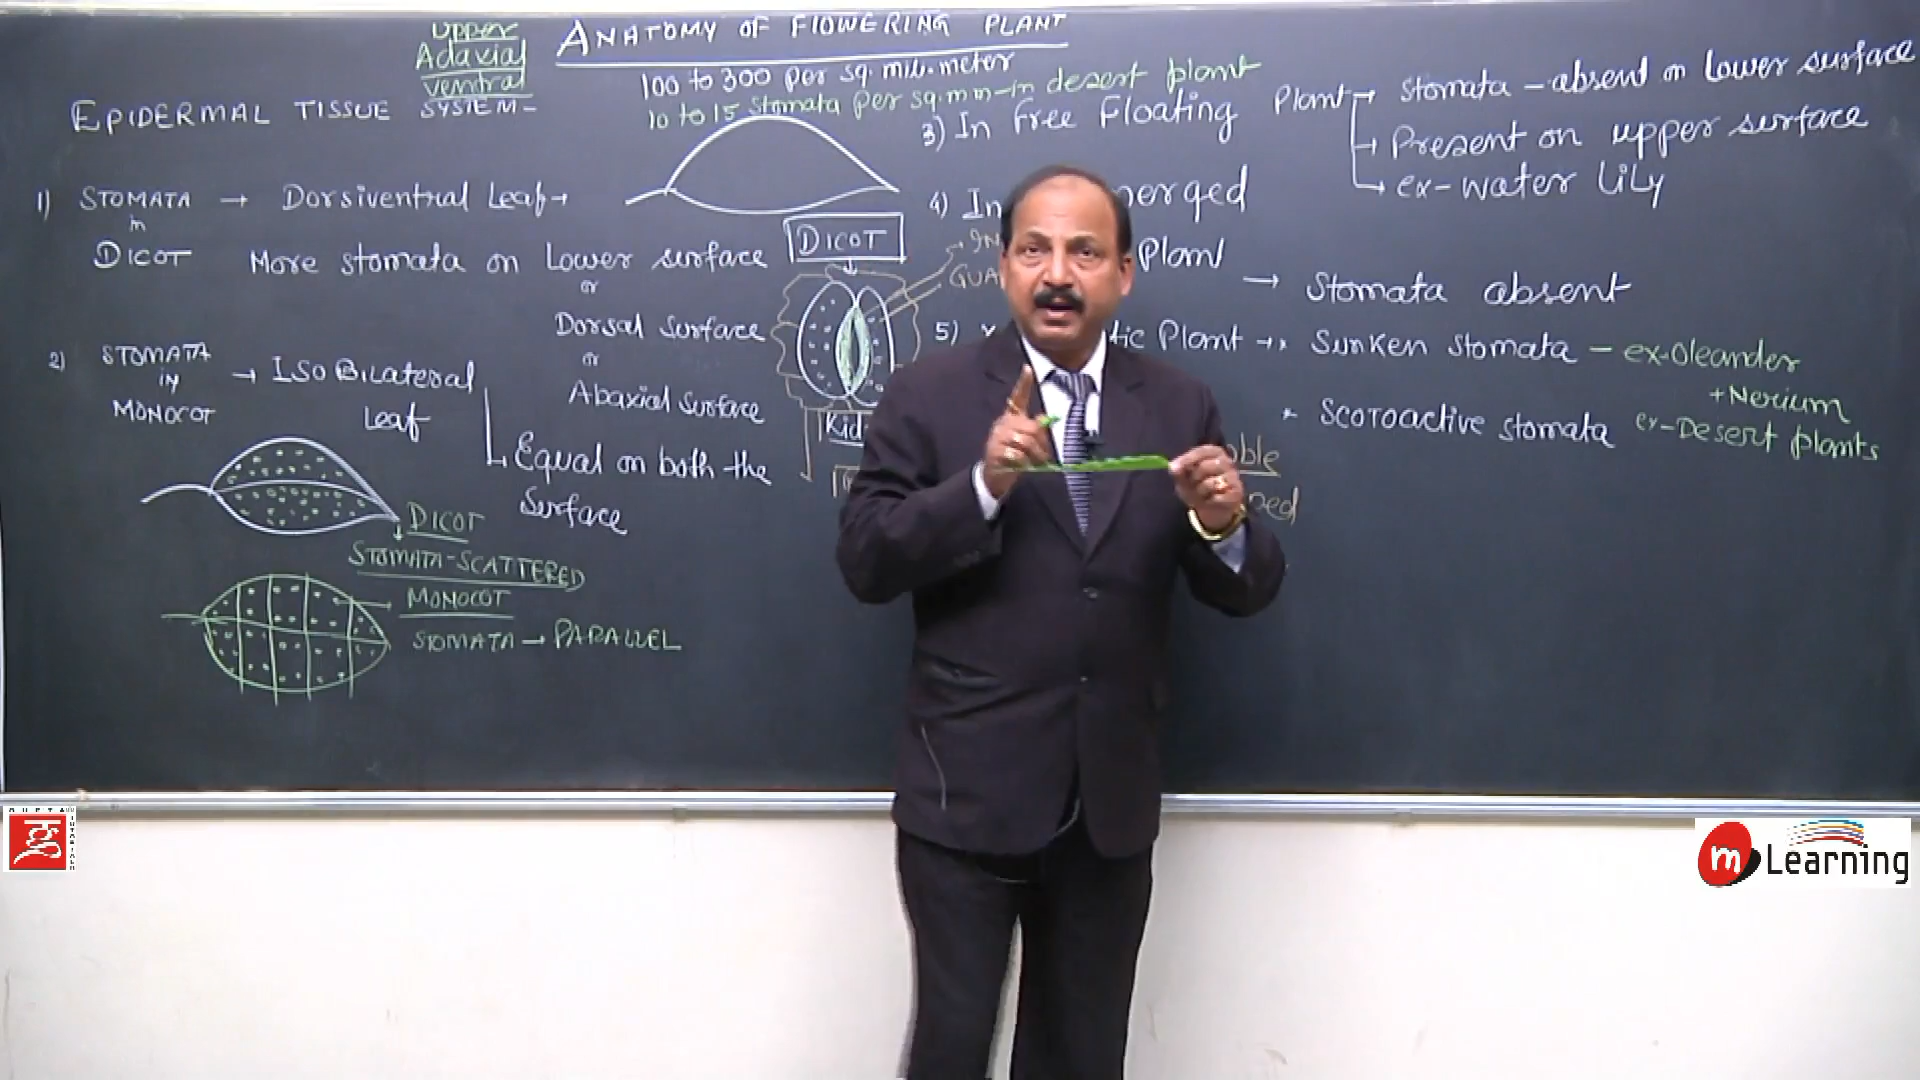 Upper
Adaxial
ventral
ANATOMY OF FLOWERING PLANT
100 to 300 per sq. mili.meter
10 to 15 stomata per sq.mm-in desert plant
EPIDERMAL TISSUE SYSTEM-
1) STOMATA → Dorsiventral Leaf→
in
DICOT
More stomata on Lower surface
or
Dorsal surface
or
Abaxial surface
2) STOMATA
in
MONOCOT
→ ISOBilateral
Leaf
Equal on both the
surface
DICOT
STOMATA-SCATTERED
MONOCOT
STOMATA → PARALLEL
DICOT
Kid
3) In Free Floating Plant → stomata - absent on Lower surface
→ Present on upper surface
→ ex-water LiLy
4) In merged
Plant
→ Stomata absent
5) tic Plant → * Sunken stomata - ex-Oleander
+Nerium
* SCOTOactive stomata ex-Desert plants
GUPTA TUTORIALS
m Learning